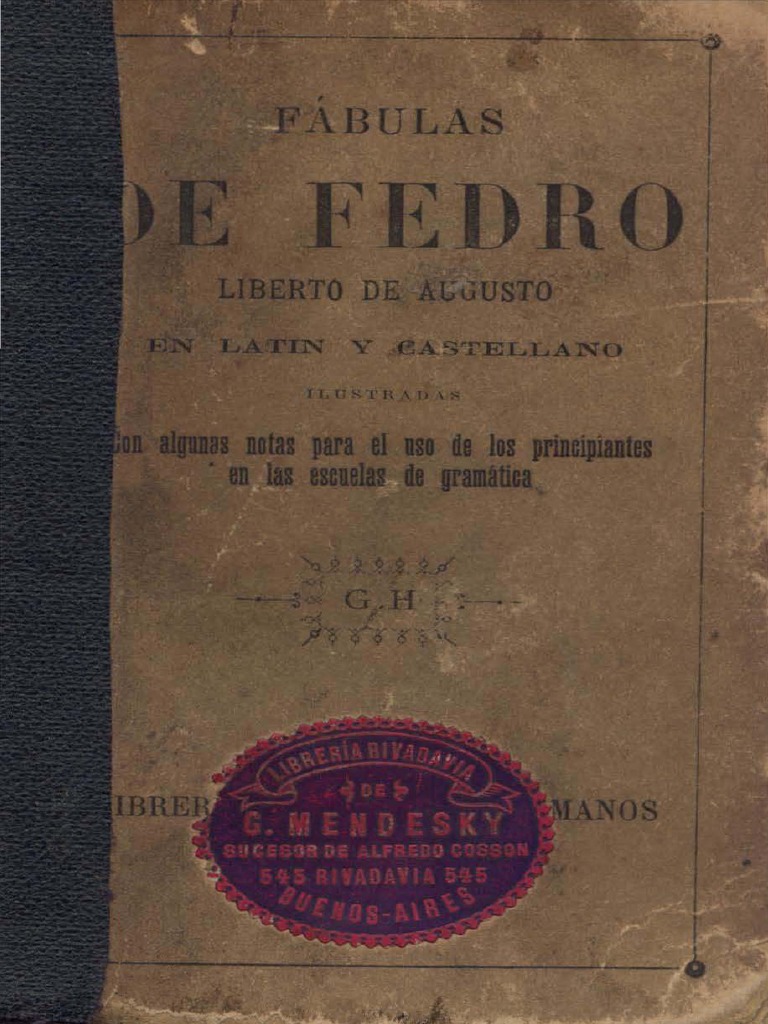 FÁBULAS
DE FEDRO
LIBERTO DE AUGUSTO
EN LATIN Y CASTELLANO
ILUSTRADAS
Con algunas notas para el uso de los principiantes
en las escuelas de gramática
G. H
LIBRERÍA RIVADAVIA
DE
G. MENDESKY
SUCESOR DE ALFREDO COSSON
545 RIVADAVIA 545
BUENOS-AIRES